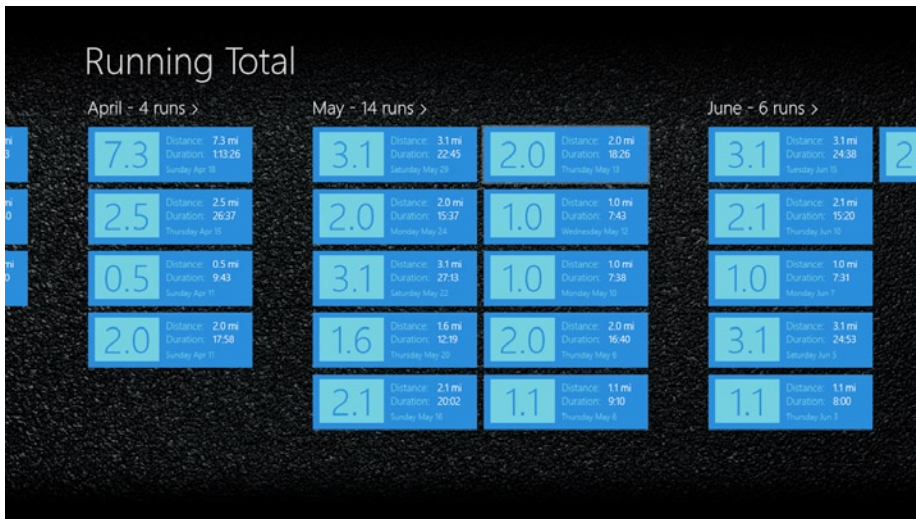 Running Total
April - 4 runs >
7.3
Distance: 7.3 mi
Duration: 1:13:26
Sunday Apr 18
2.5
Distance: 2.5 mi
Duration: 26:37
Thursday Apr 15
0.5
Distance: 0.5 mi
Duration: 9:43
Sunday Apr 11
2.0
Distance: 2.0 mi
Duration: 17:58
Sunday Apr 11
May - 14 runs >
3.1
Distance: 3.1 mi
Duration: 22:45
Saturday May 29
2.0
Distance: 2.0 mi
Duration: 15:37
Monday May 24
3.1
Distance: 3.1 mi
Duration: 27:13
Saturday May 22
1.6
Distance: 1.6 mi
Duration: 12:19
Thursday May 20
2.1
Distance: 2.1 mi
Duration: 20:02
Sunday May 16
2.0
Distance: 2.0 mi
Duration: 18:26
Thursday May 13
1.0
Distance: 1.0 mi
Duration: 7:43
Wednesday May 12
1.0
Distance: 1.0 mi
Duration: 7:38
Monday May 10
2.0
Distance: 2.0 mi
Duration: 16:40
Thursday May 6
1.1
Distance: 1.1 mi
Duration: 9:10
Thursday May 6
June - 6 runs >
3.1
Distance: 3.1 mi
Duration: 24:38
Tuesday Jun 15
2.1
Distance: 2.1 mi
Duration: 15:20
Thursday Jun 10
1.0
Distance: 1.0 mi
Duration: 7:31
Monday Jun 7
3.1
Distance: 3.1 mi
Duration: 24:53
Saturday Jun 5
1.1
Distance: 1.1 mi
Duration: 8:00
Thursday Jun 3